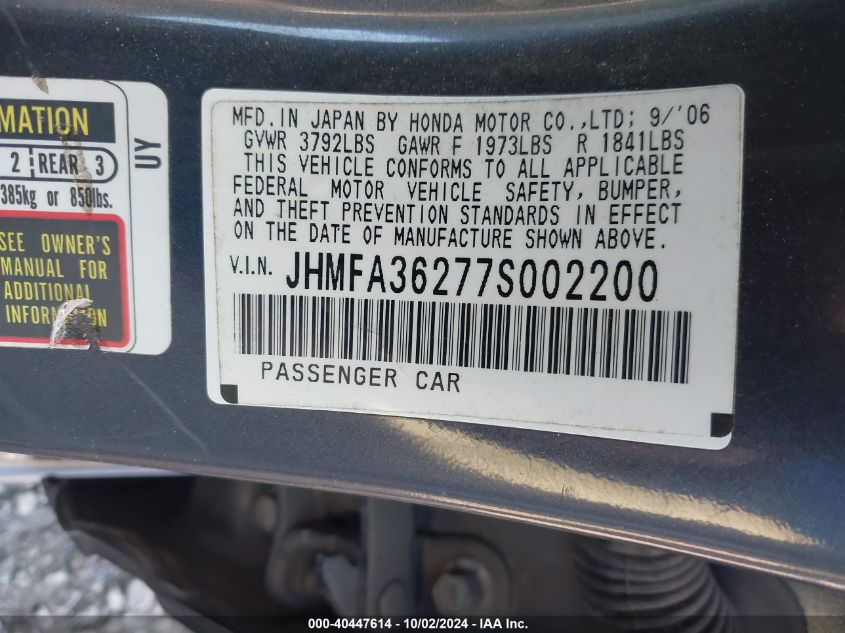 MATION
2 REAR 3
385kg or 850lbs.
SEE OWNER'S
MANUAL FOR
ADDITIONAL
INFORMATION
UY
MFD. IN JAPAN BY HONDA MOTOR CO.,LTD; 9/'06
GVWR 3792LBS GAWR F 1973LBS R 1841LBS
THIS VEHICLE CONFORMS TO ALL APPLICABLE
FEDERAL MOTOR VEHICLE SAFETY, BUMPER,
AND THEFT PREVENTION STANDARDS IN EFFECT
ON THE DATE OF MANUFACTURE SHOWN ABOVE.
V.I.N. JHMFA36277S002200
PASSENGER CAR
000-40447614 - 10/02/2024 - IAA Inc.